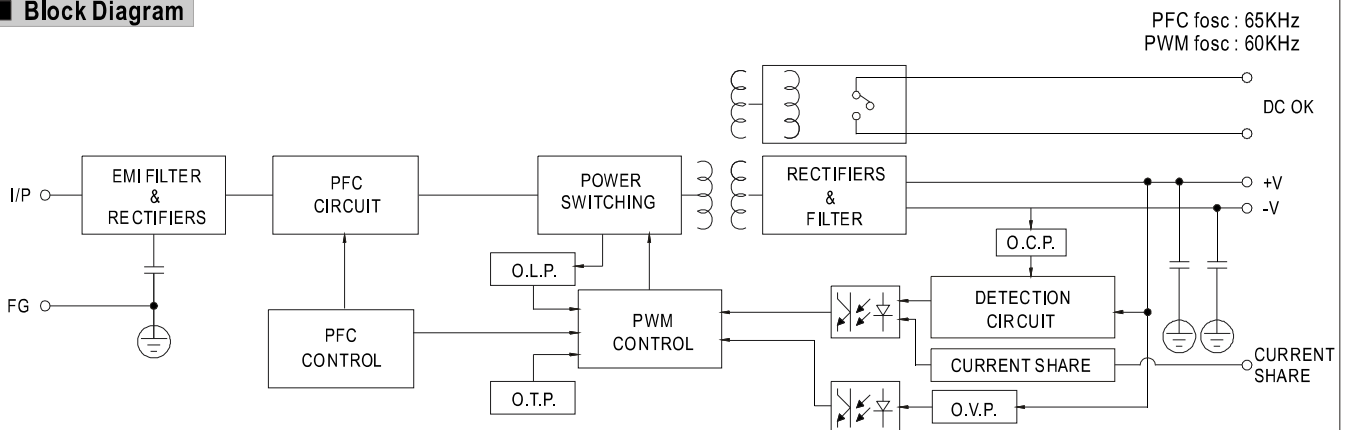 Block Diagram
PFC fosc : 65KHz
PWM fosc : 60KHz
DC OK
I/P
EMI FILTER
&
RECTIFIERS
PFC
CIRCUIT
POWER
SWITCHING
RECTIFIERS
&
FILTER
+V
-V
O.C.P.
O.L.P.
FG
PFC
CONTROL
PWM
CONTROL
DETECTION
CIRCUIT
CURRENT SHARE
CURRENT
SHARE
O.T.P.
O.V.P.